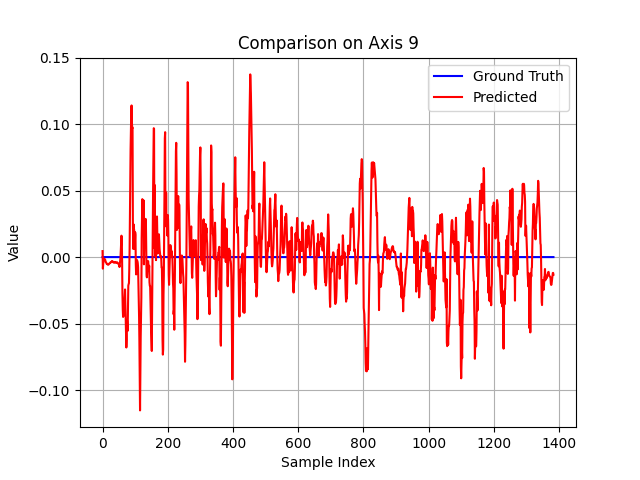 Comparison on Axis 9
Ground Truth
Predicted
0.15
0.10
0.05
0.00
−0.05
−0.10
Value
0 200 400 600 800 1000 1200 1400
Sample Index